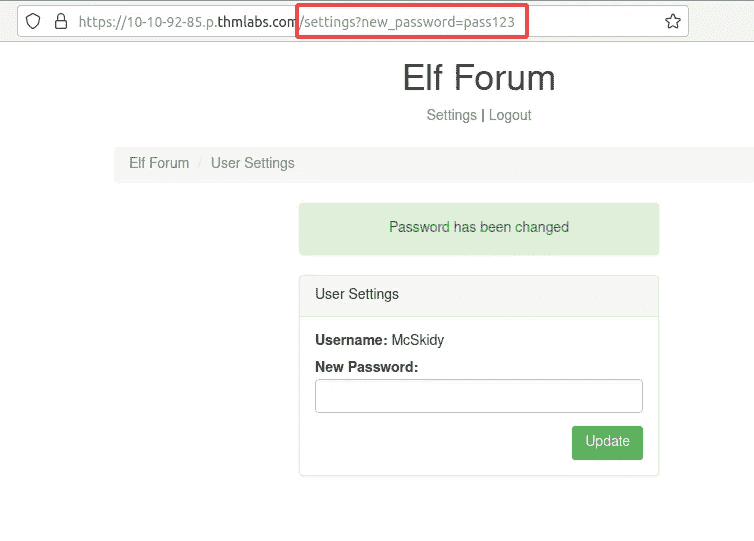 https://10-10-92-85.p.thmlabs.com/settings?new_password=pass123
Elf Forum
Settings | Logout
Elf Forum / User Settings
Password has been changed
User Settings
Username: McSkidy
New Password:
Update